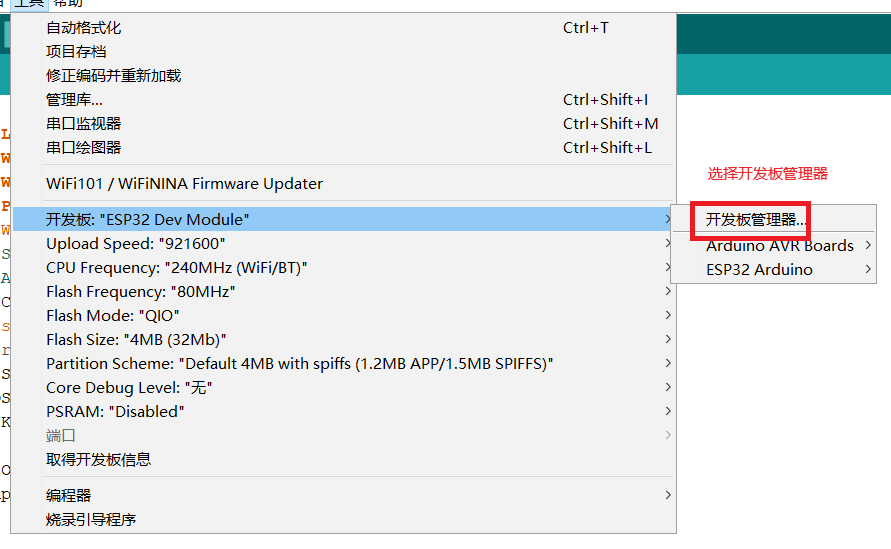 工具 帮助
自动格式化 Ctrl+T
项目存档
修正编码并重新加载
管理库... Ctrl+Shift+I
串口监视器 Ctrl+Shift+M
串口绘图器 Ctrl+Shift+L
WiFi101 / WiFiNINA Firmware Updater
选择开发板管理器
开发板: "ESP32 Dev Module"
开发板管理器...
Arduino AVR Boards
ESP32 Arduino
Upload Speed: "921600"
CPU Frequency: "240MHz (WiFi/BT)"
Flash Frequency: "80MHz"
Flash Mode: "QIO"
Flash Size: "4MB (32Mb)"
Partition Scheme: "Default 4MB with spiffs (1.2MB APP/1.5MB SPIFFS)"
Core Debug Level: "无"
PSRAM: "Disabled"
端口
取得开发板信息
编程器
烧录引导程序